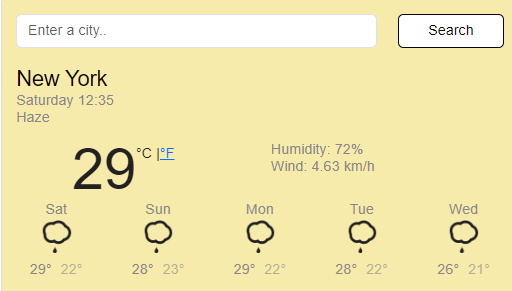 Enter a city..
Search
New York
Saturday 12:35
Haze
29°C |°F
Humidity: 72%
Wind: 4.63 km/h
Sat Sun Mon Tue Wed
29° 22° 28° 23° 29° 22° 28° 22° 26° 21°